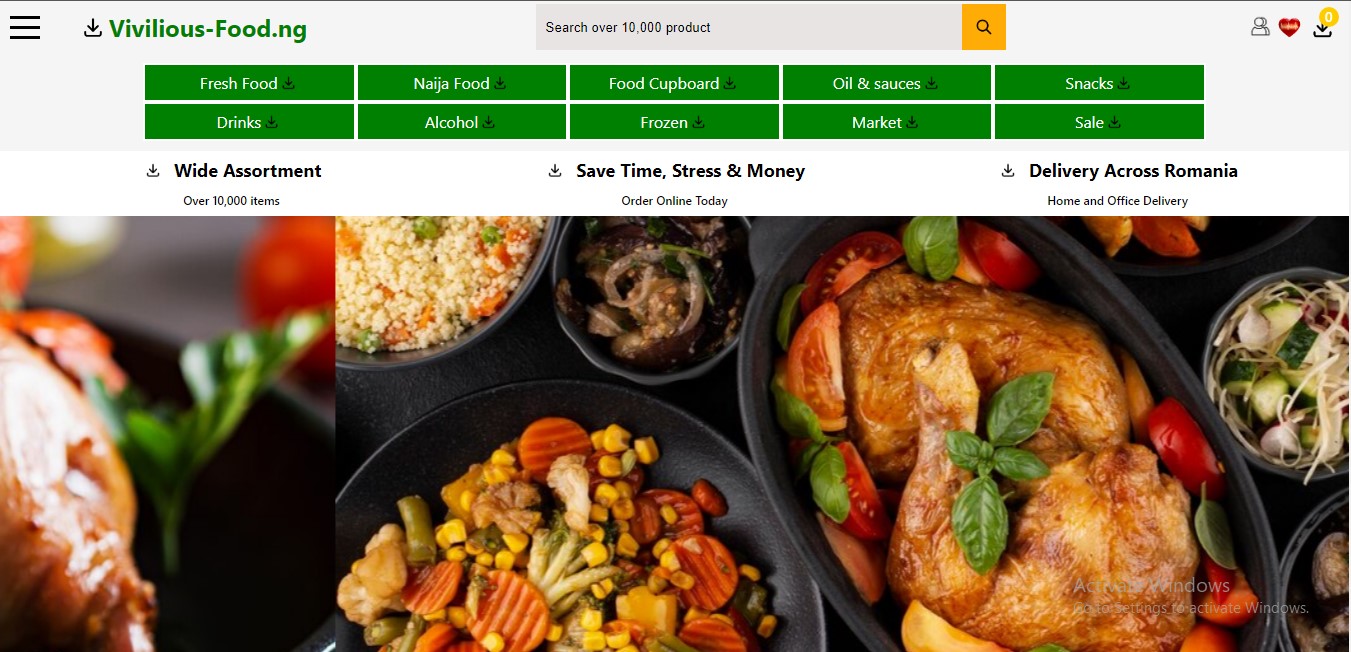 Vivilious-Food.ng
Search over 10,000 product
0
Fresh Food
Naija Food
Food Cupboard
Oil & sauces
Snacks
Drinks
Alcohol
Frozen
Market
Sale
Wide Assortment
Over 10,000 items
Save Time, Stress & Money
Order Online Today
Delivery Across Romania
Home and Office Delivery
Activate Windows
Go to settings to activate Windows.